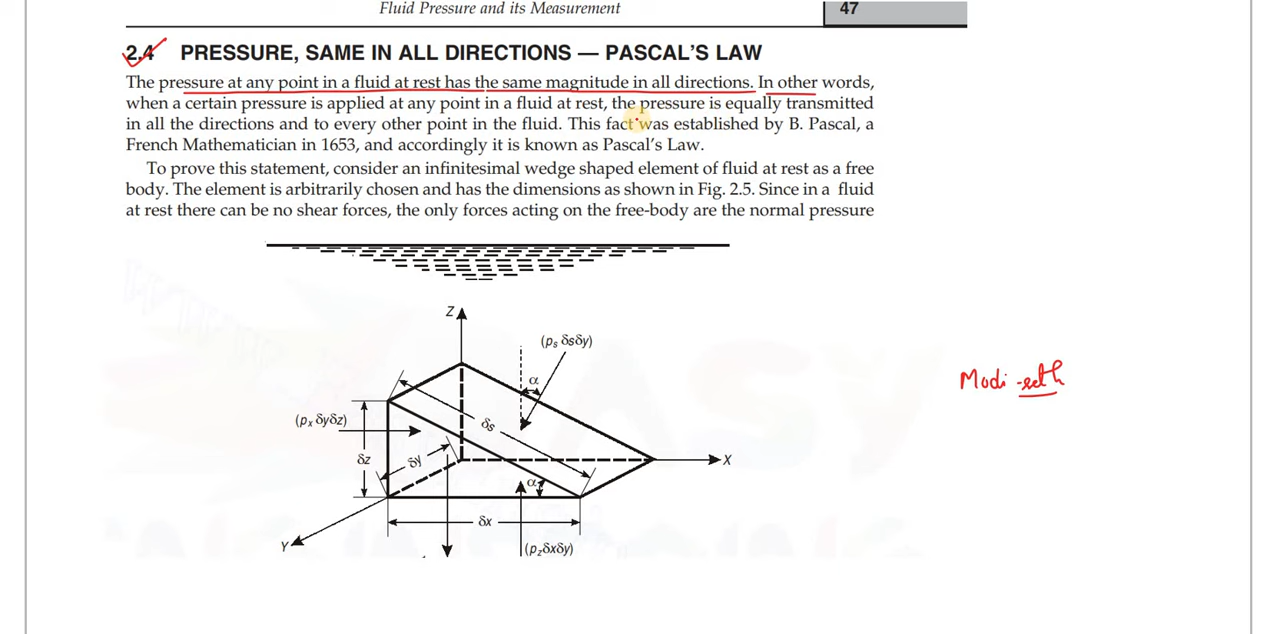 Fluid Pressure and its Measurement 47
2.4 PRESSURE, SAME IN ALL DIRECTIONS — PASCAL'S LAW
The pressure at any point in a fluid at rest has the same magnitude in all directions. In other words,
when a certain pressure is applied at any point in a fluid at rest, the pressure is equally transmitted
in all the directions and to every other point in the fluid. This fact was established by B. Pascal, a
French Mathematician in 1653, and accordingly it is known as Pascal's Law.
To prove this statement, consider an infinitesimal wedge shaped element of fluid at rest as a free
body. The element is arbitrarily chosen and has the dimensions as shown in Fig. 2.5. Since in a fluid
at rest there can be no shear forces, the only forces acting on the free-body are the normal pressure
Z
(pₛ δsδy)
α
Modi -seth
(pₓ δyδz)
δs
δz
δy
X
α
δx
Y
(p_zδxδy)